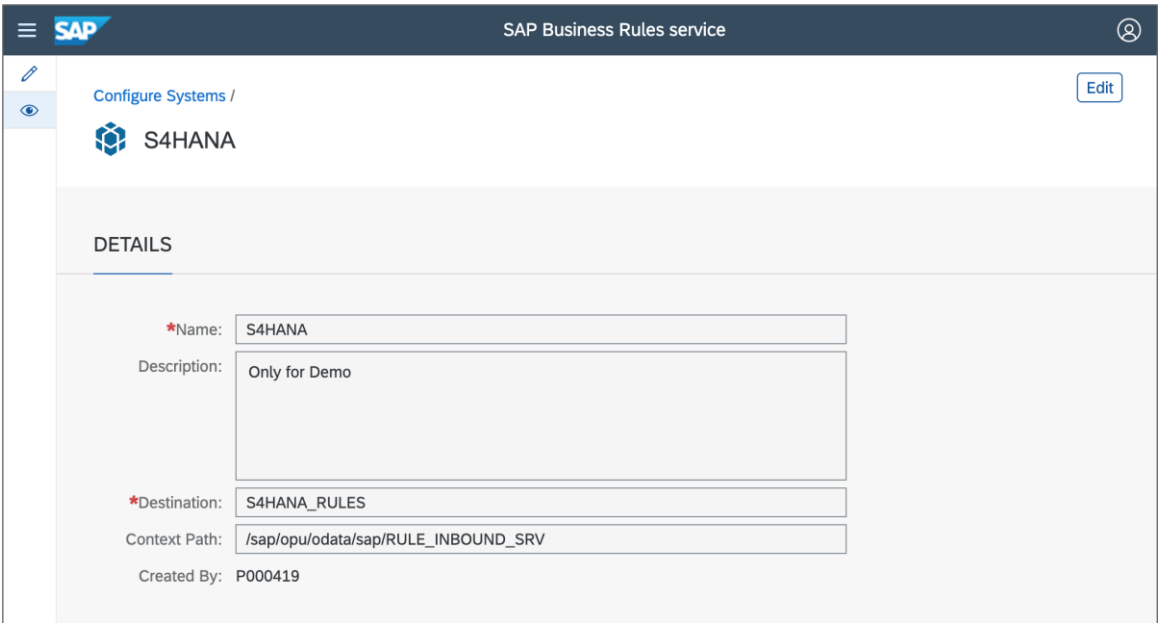 SAP
SAP Business Rules service
Edit
Configure Systems /
S4HANA
DETAILS
*Name: S4HANA
Description: Only for Demo
*Destination: S4HANA_RULES
Context Path: /sap/opu/odata/sap/RULE_INBOUND_SRV
Created By: P000419